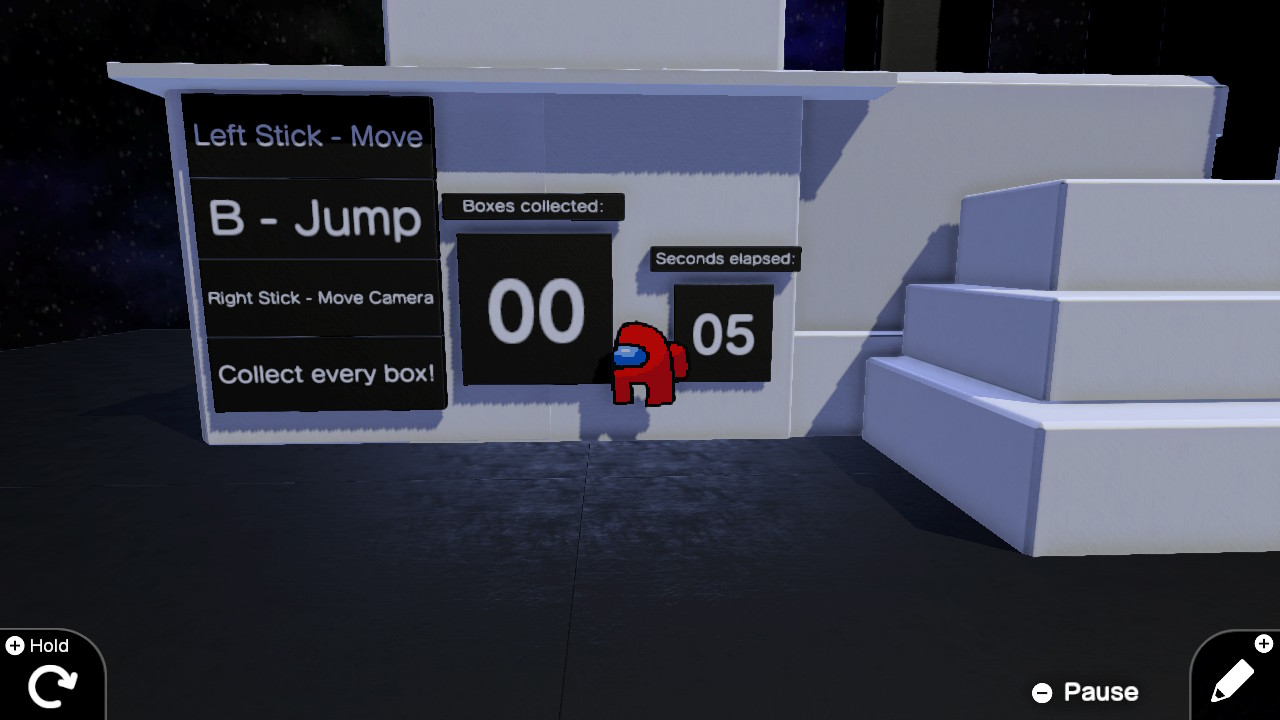 Left Stick - Move
B - Jump
Right Stick - Move Camera
Collect every box!
Boxes collected:
00
Seconds elapsed:
05
+ Hold
+
- Pause